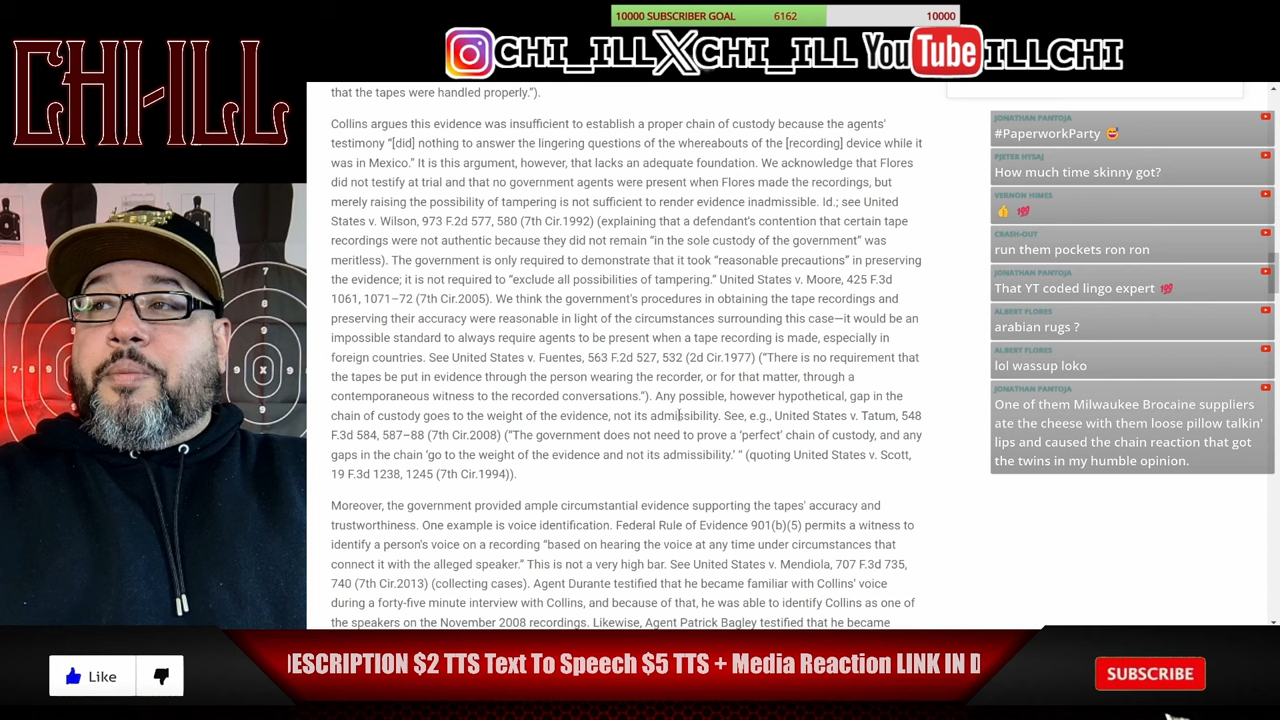 10000 SUBSCRIBER GOAL 6162 10000
CHI-ILL
CHI_ILL X CHI_ILL YouTube ILLCHI
that the tapes were handled properly.”).
Collins argues this evidence was insufficient to establish a proper chain of custody because the agents'
testimony “[did] nothing to answer the lingering questions of the whereabouts of the [recording] device while it
was in Mexico.” It is this argument, however, that lacks an adequate foundation. We acknowledge that Flores
did not testify at trial and that no government agents were present when Flores made the recordings, but
merely raising the possibility of tampering is not sufficient to render evidence inadmissible. Id.; see United
States v. Wilson, 973 F.2d 577, 580 (7th Cir.1992) (explaining that a defendant's contention that certain tape
recordings were not authentic because they did not remain “in the sole custody of the government” was
meritless). The government is only required to demonstrate that it took “reasonable precautions” in preserving
the evidence; it is not required to “exclude all possibilities of tampering.” United States v. Moore, 425 F.3d
1061, 1071–72 (7th Cir.2005). We think the government's procedures in obtaining the tape recordings and
preserving their accuracy were reasonable in light of the circumstances surrounding this case—it would be an
impossible standard to always require agents to be present when a tape recording is made, especially in
foreign countries. See United States v. Fuentes, 563 F.2d 527, 532 (2d Cir.1977) (“There is no requirement that
the tapes be put in evidence through the person wearing the recorder, or for that matter, through a
contemporaneous witness to the recorded conversations.”). Any possible, however hypothetical, gap in the
chain of custody goes to the weight of the evidence, not its admissibility. See, e.g., United States v. Tatum, 548
F.3d 584, 587–88 (7th Cir.2008) (“The government does not need to prove a ‘perfect’ chain of custody, and any
gaps in the chain ‘go to the weight of the evidence and not its admissibility.’ “ (quoting United States v. Scott,
19 F.3d 1238, 1245 (7th Cir.1994)).
Moreover, the government provided ample circumstantial evidence supporting the tapes' accuracy and
trustworthiness. One example is voice identification. Federal Rule of Evidence 901(b)(5) permits a witness to
identify a person's voice on a recording “based on hearing the voice at any time under circumstances that
connect it with the alleged speaker.” This is not a very high bar. See United States v. Mendiola, 707 F.3d 735,
740 (7th Cir.2013) (collecting cases). Agent Durante testified that he became familiar with Collins' voice
during a forty-five minute interview with Collins, and because of that, he was able to identify Collins as one of
the speakers on the November 2008 recordings. Likewise, Agent Patrick Bagley testified that he became
JONATHAN PANTOJA
#PaperworkParty 😅
PJETER HYSAJ
How much time skinny got?
VERNON HIMES
👍 💯
CRASH-OUT
run them pockets ron ron
JONATHAN PANTOJA
That YT coded lingo expert 💯
ALBERT FLORES
arabian rugs ?
ALBERT FLORES
lol wassup loko
JONATHAN PANTOJA
One of them Milwaukee Brocaine suppliers
ate the cheese with them loose pillow talkin'
lips and caused the chain reaction that got
the twins in my humble opinion.
7 8 9 9 X 9 7
Like
ESCRIPTION $2 TTS Text To Speech $5 TTS + Media Reaction LINK IN D
SUBSCRIBE